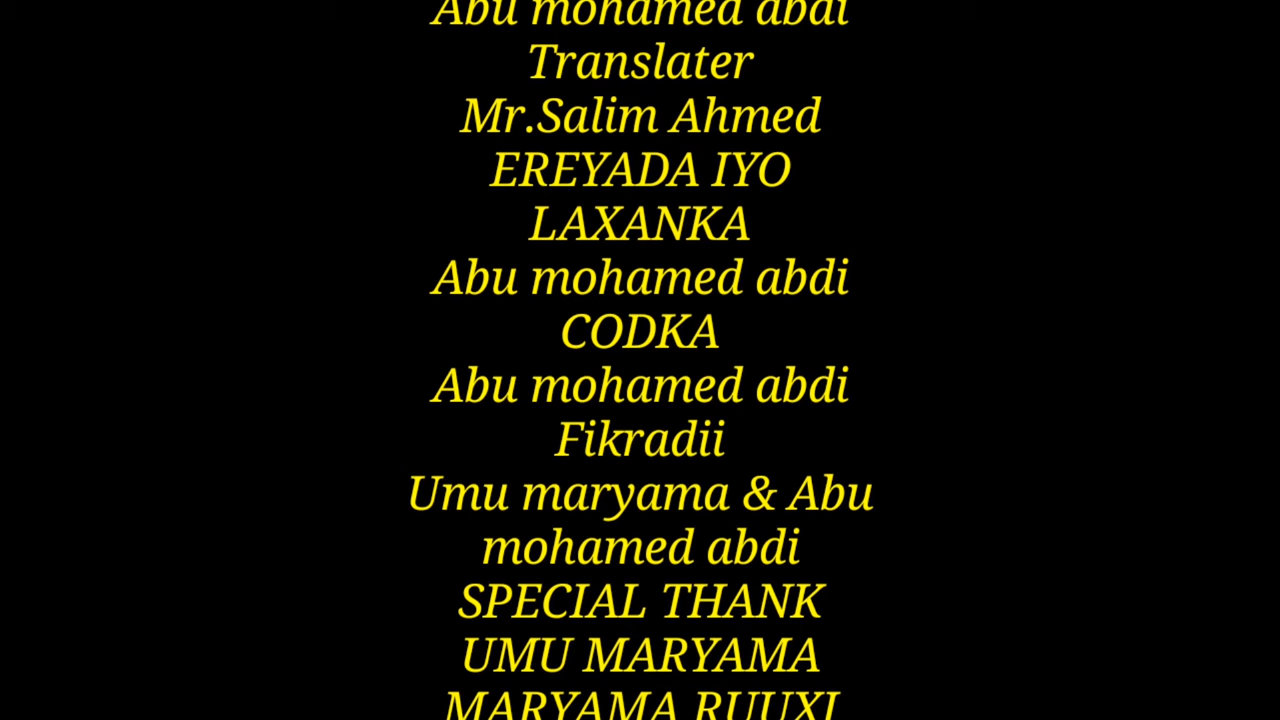 Abu mohamed abdi
Translater
Mr.Salim Ahmed
EREYADA IYO
LAXANKA
Abu mohamed abdi
CODKA
Abu mohamed abdi
Fikradii
Umu maryama & Abu
mohamed abdi
SPECIAL THANK
UMU MARYAMA
MARYAMA RUUXI